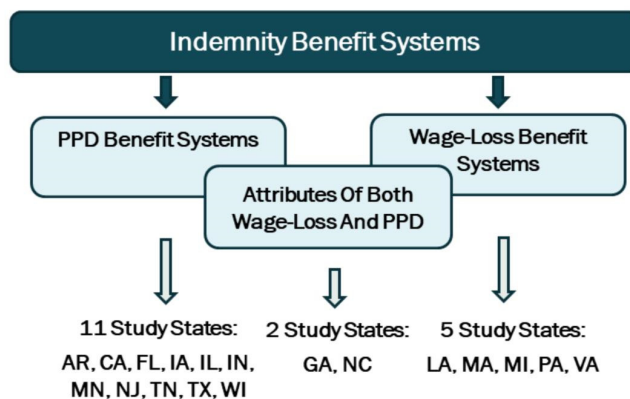 Indemnity Benefit Systems
PPD Benefit Systems
Wage-Loss Benefit
Systems
Attributes Of Both
Wage-Loss And PPD
11 Study States:
AR, CA, FL, IA, IL, IN,
MN, NJ, TN, TX, WI
2 Study States:
GA, NC
5 Study States:
LA, MA, MI, PA, VA